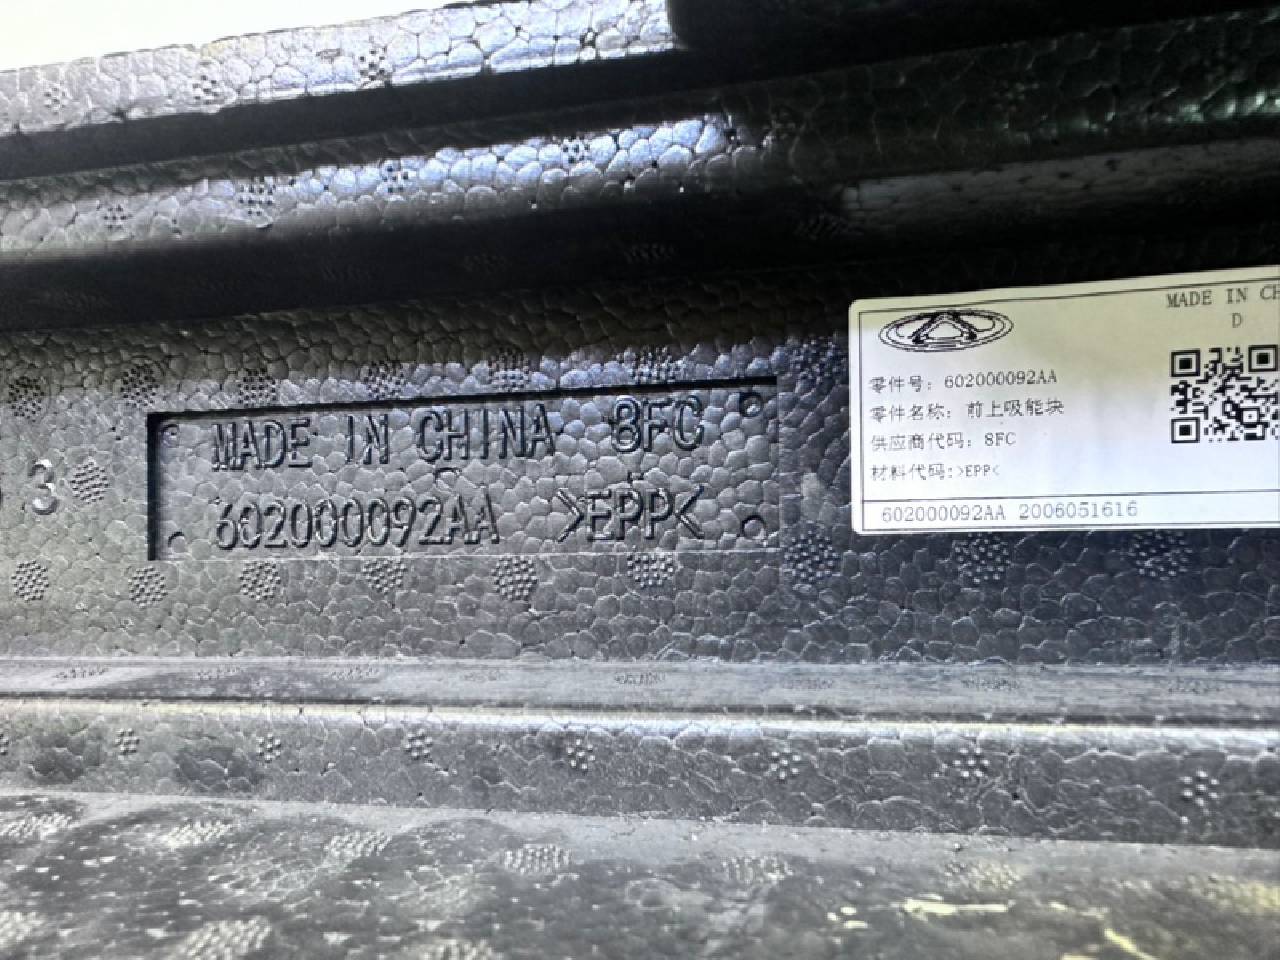 MADE IN CHINA 8FC
602000092AA >EPP<
3
MADE IN CH
D
零件号: 602000092AA
零件名称: 前上吸能块
供应商代码: 8FC
材料代码:>EPP<
602000092AA 2006051616